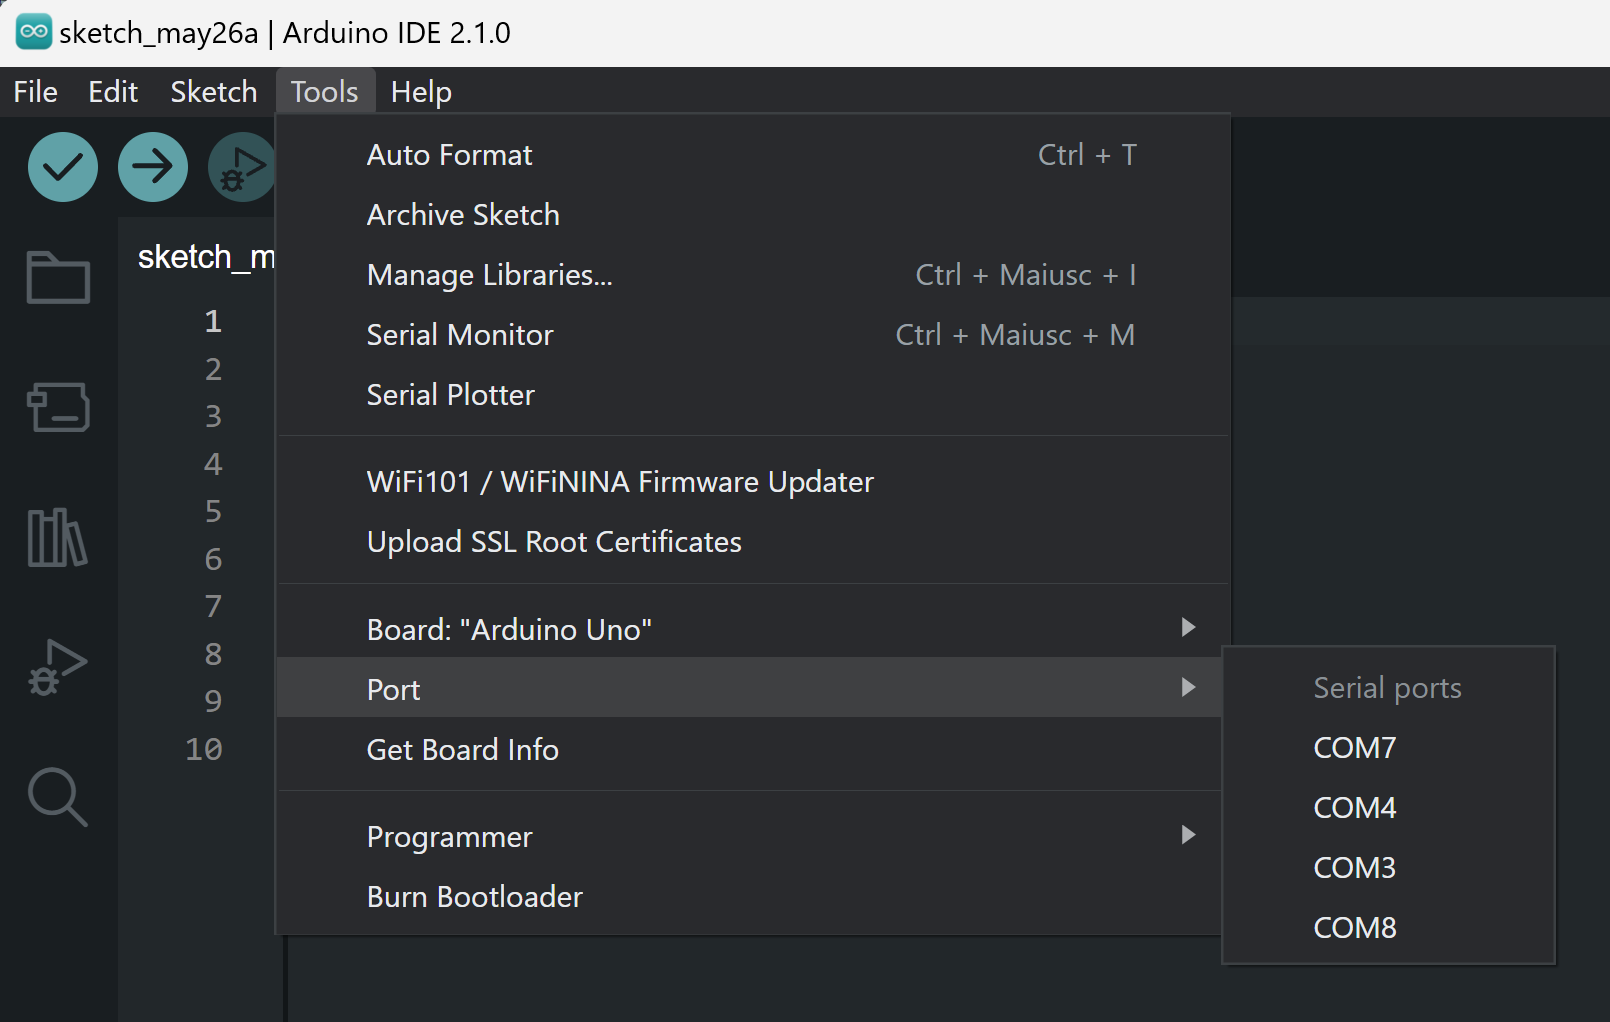 sketch_may26a | Arduino IDE 2.1.0
File Edit Sketch Tools Help
Auto Format Ctrl + T
Archive Sketch
sketch_m
Manage Libraries... Ctrl + Maiusc + I
1
Serial Monitor Ctrl + Maiusc + M
2
Serial Plotter
3
4
WiFi101 / WiFiNINA Firmware Updater
5
Upload SSL Root Certificates
6
7
Board: "Arduino Uno"
8
Port
9
Get Board Info
10
Programmer
Burn Bootloader
Serial ports
COM7
COM4
COM3
COM8